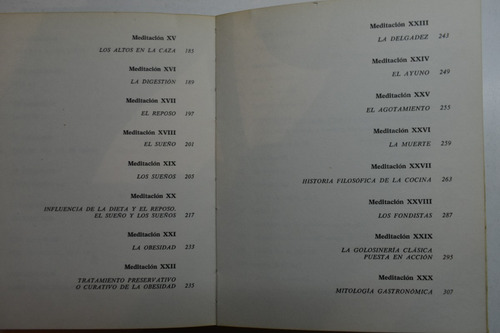 Meditación XV
LOS ALTOS EN LA CAZA 185
Meditación XVI
LA DIGESTIÓN 189
Meditación XVII
EL REPOSO 197
Meditación XVIII
EL SUEÑO 201
Meditación XIX
LOS SUEÑOS 205
Meditación XX
INFLUENCIA DE LA DIETA Y EL REPOSO,
EL SUEÑO Y LOS SUEÑOS 217
Meditación XXI
LA OBESIDAD
Meditación XXII
TRATAMIENTO PRESERVATIVO
O CURATIVO DE LA OBESIDAD 235
Meditación XXIII
LA DELGADEZ 243
Meditación XXIV
EL AYUNO 249
Meditación XXV
EL AGOTAMIENTO 255
Meditación XXVI
LA MUERTE 259
Meditación XXVII
HISTORIA FILOSÓFICA DE LA COCINA 263
Meditación XXVIII
LOS FONDISTAS 287
Meditación XXIX
LA GOLOSINERÍA CLÁSICA
PUESTA EN ACCIÓN 295
Meditación XXX
MITOLOGÍA GASTRONÓMICA 307